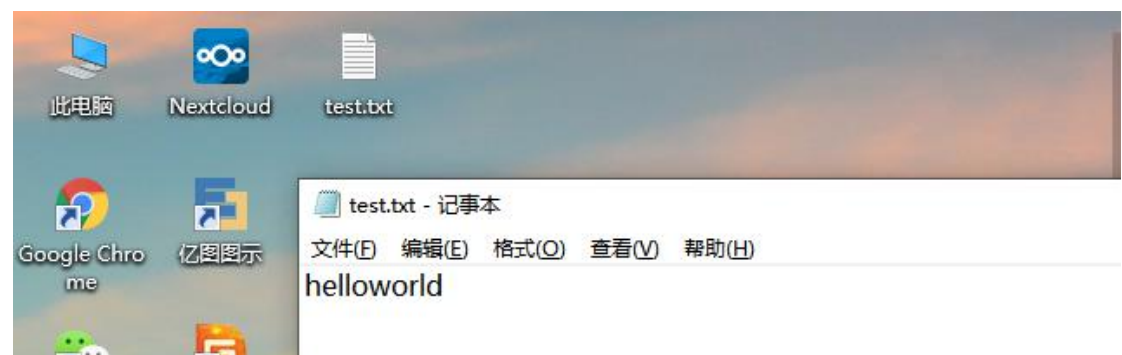 此电脑
Nextcloud
test.txt
Google Chro
me
亿图图示
test.txt - 记事本
文件(F) 编辑(E) 格式(O) 查看(V) 帮助(H)
helloworld